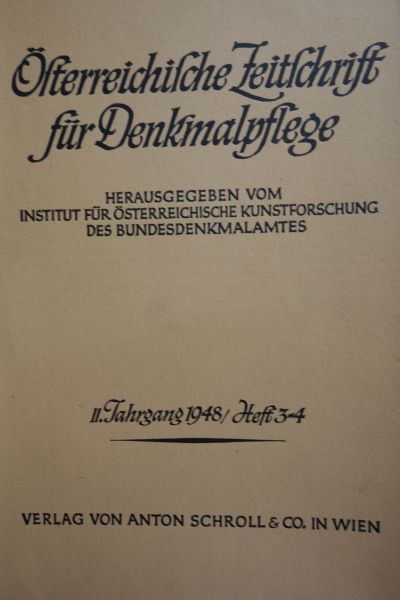 Österreichische Zeitschrift
für Denkmalpflege
HERAUSGEGEBEN VOM
INSTITUT FÜR ÖSTERREICHISCHE KUNSTFORSCHUNG
DES BUNDESDENKMALAMTES
II. Jahrgang 1948 / Heft 3-4
VERLAG VON ANTON SCHROLL & CO. IN WIEN